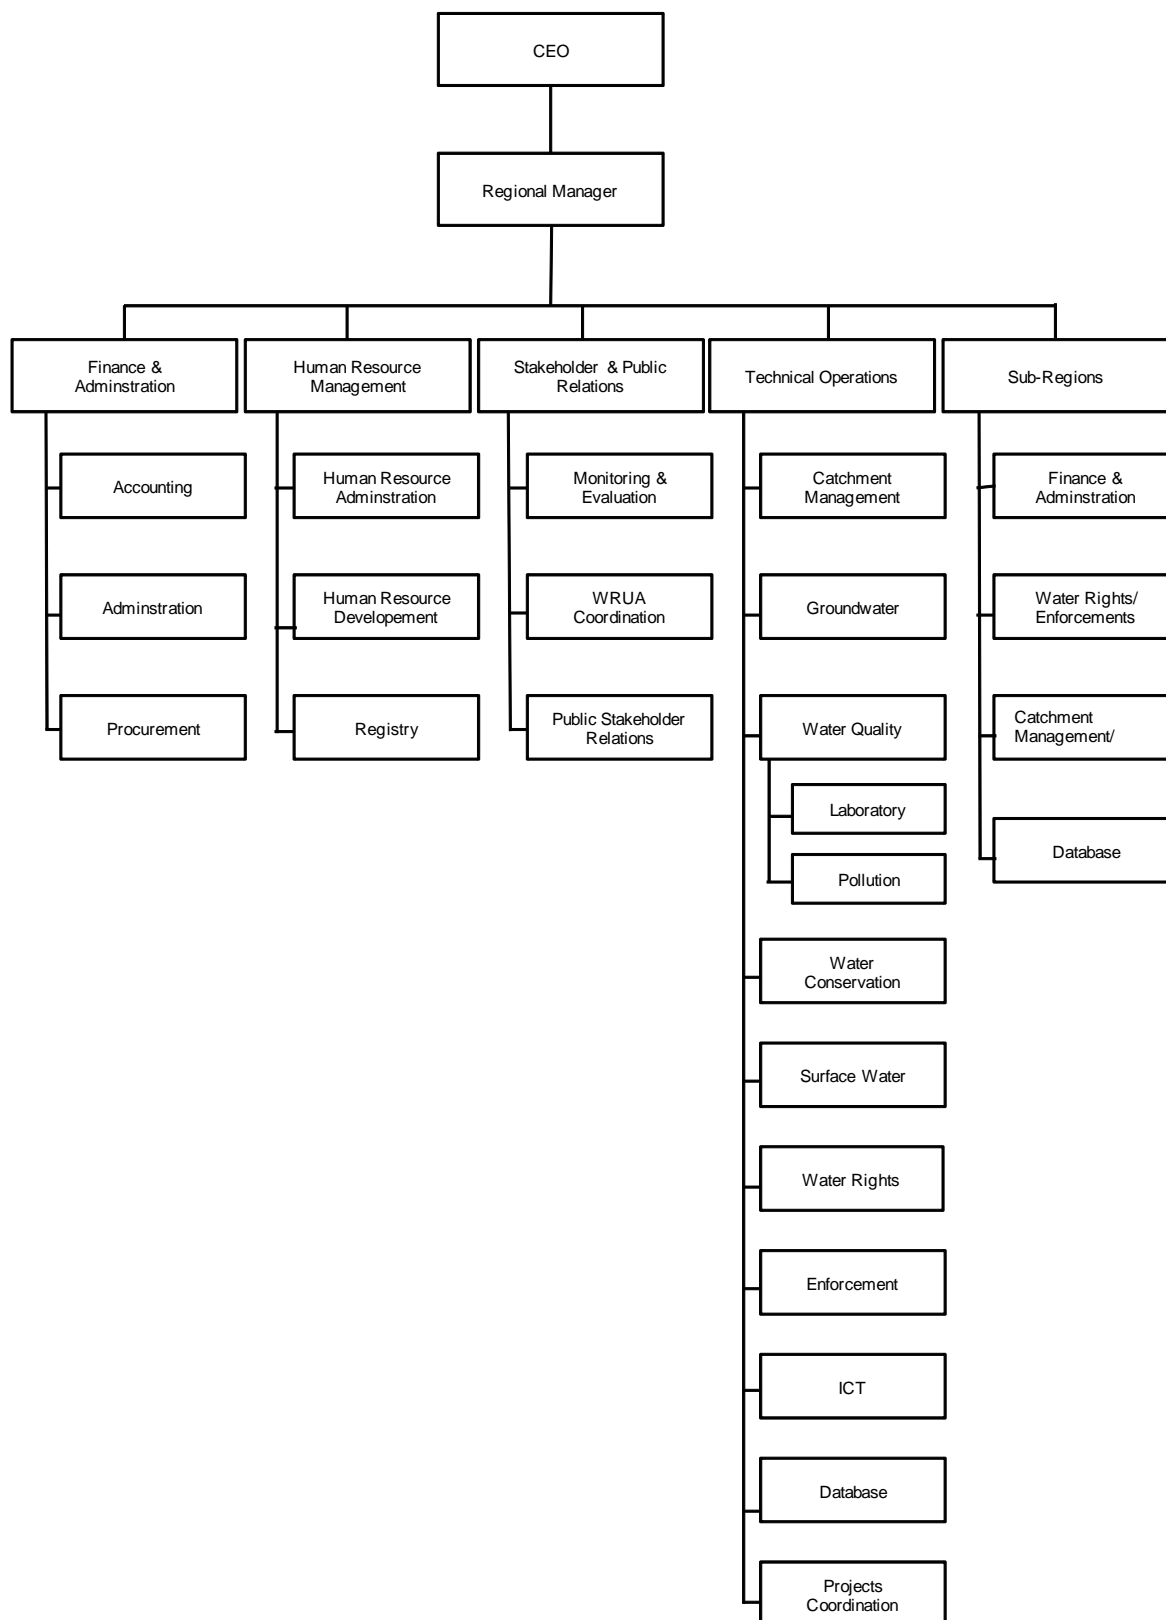 CEO
Regional Manager
Finance &
Adminstration
Human Resource
Management
Stakeholder & Public
Relations
Technical Operations
Sub-Regions
Accounting
Adminstration
Procurement
Human Resource
Adminstration
Human Resource
Developement
Registry
Monitoring &
Evaluation
WRUA
Coordination
Public Stakeholder
Relations
Catchment
Management
Groundwater
Water Quality
Laboratory
Pollution
Water
Conservation
Surface Water
Water Rights
Enforcement
ICT
Database
Projects
Coordination
Finance &
Adminstration
Water Rights/
Enforcements
Catchment
Management/
Database